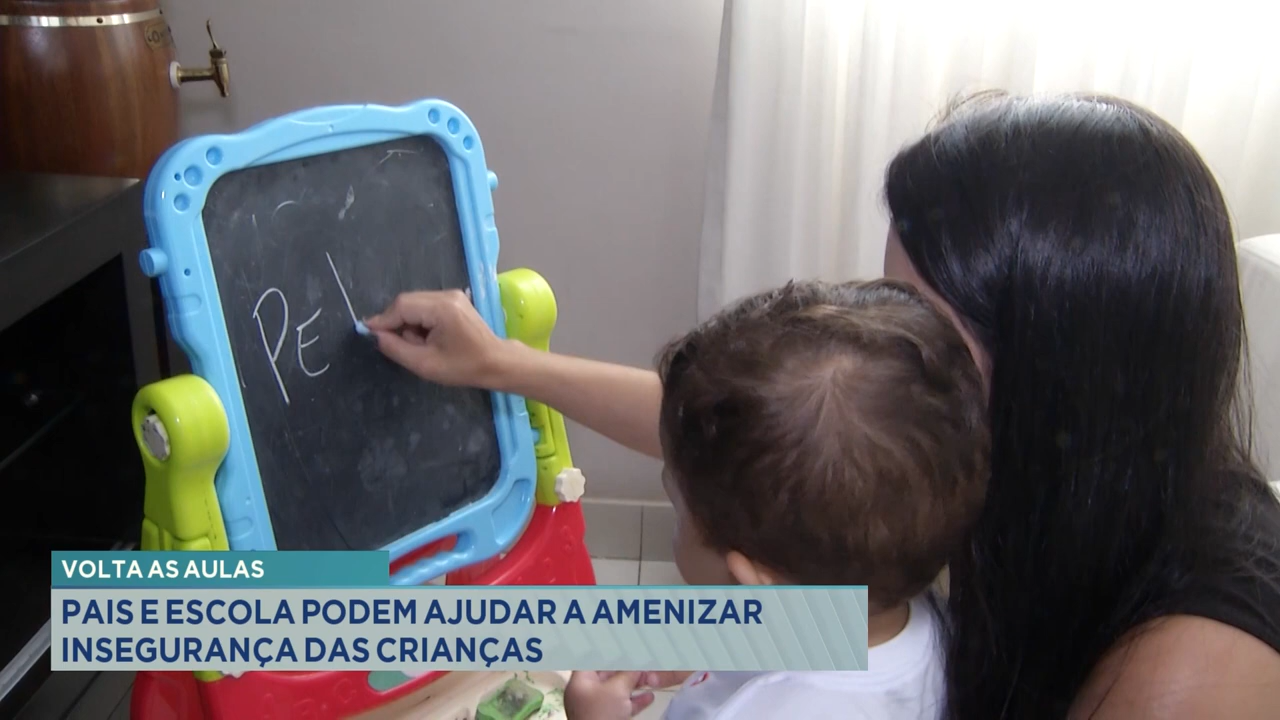 Pel
VOLTA AS AULAS
PAIS E ESCOLA PODEM AJUDAR A AMENIZAR
INSEGURANÇA DAS CRIANÇAS